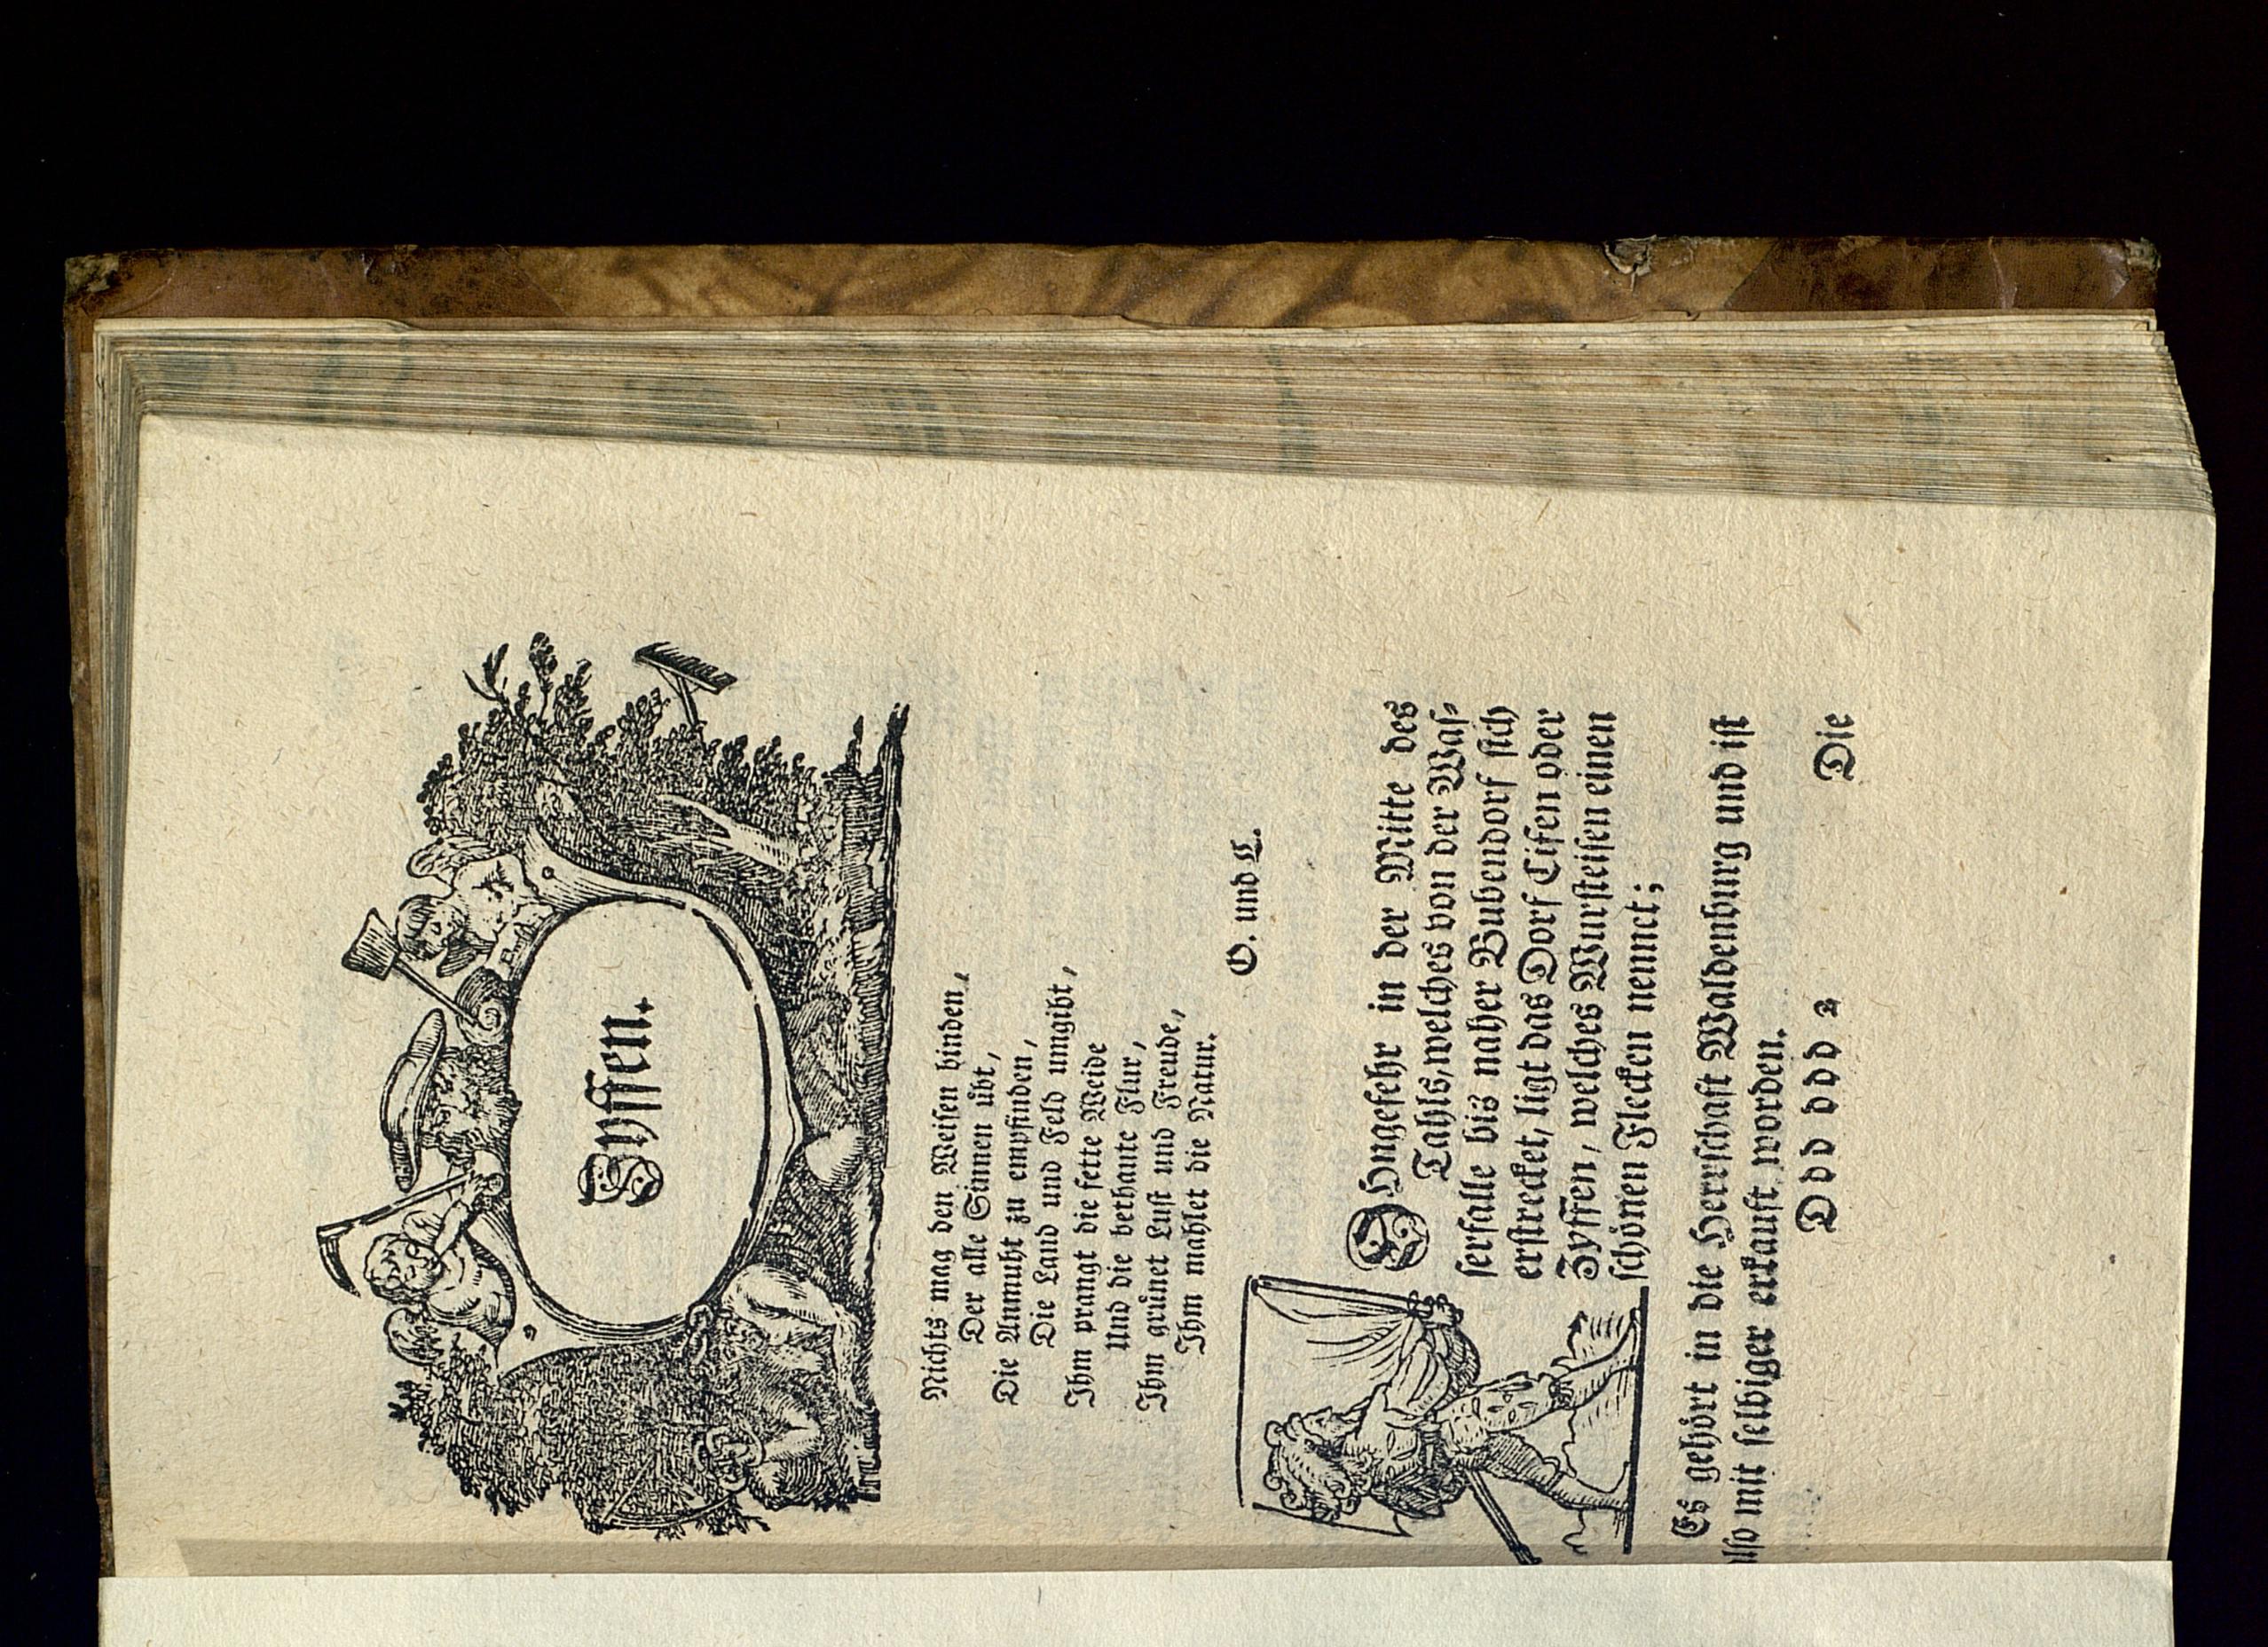 Zyffen.
Nichts mag den Weisen binden,
Der alle Sinnen übt,
Die Anmuht zu empfinden,
Die Land und Feld umgibt,
Ihm prangt die fette Weide
Und die bethaute Flur,
Ihm grünet Lust und Freude,
Ihm mahlet die Natur.
O. und L.
Ohngefehr in der Mitte des
Tahls, welches von der Was-
serfalle bis naher Bubendorf sich
erstrecket, ligt das Dorf Cifen oder
Zyffen, welches Wursteisen einen
schönen Flecken nennet;
Es gehört in die Herrschaft Waldenburg und ist
also mit selbiger erkauft worden.
Ddd ddd 2
Die